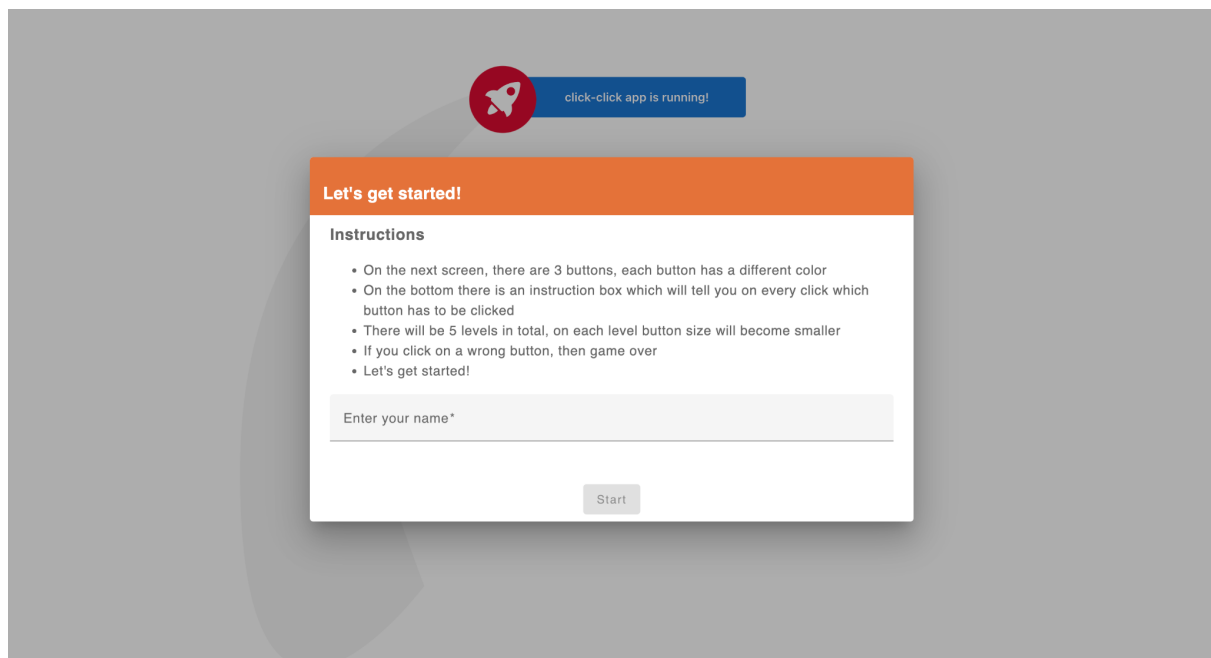 click-click app is running!
Let's get started!
Instructions
• On the next screen, there are 3 buttons, each button has a different color
• On the bottom there is an instruction box which will tell you on every click which
button has to be clicked
• There will be 5 levels in total, on each level button size will become smaller
• If you click on a wrong button, then game over
• Let's get started!
Enter your name*
Start